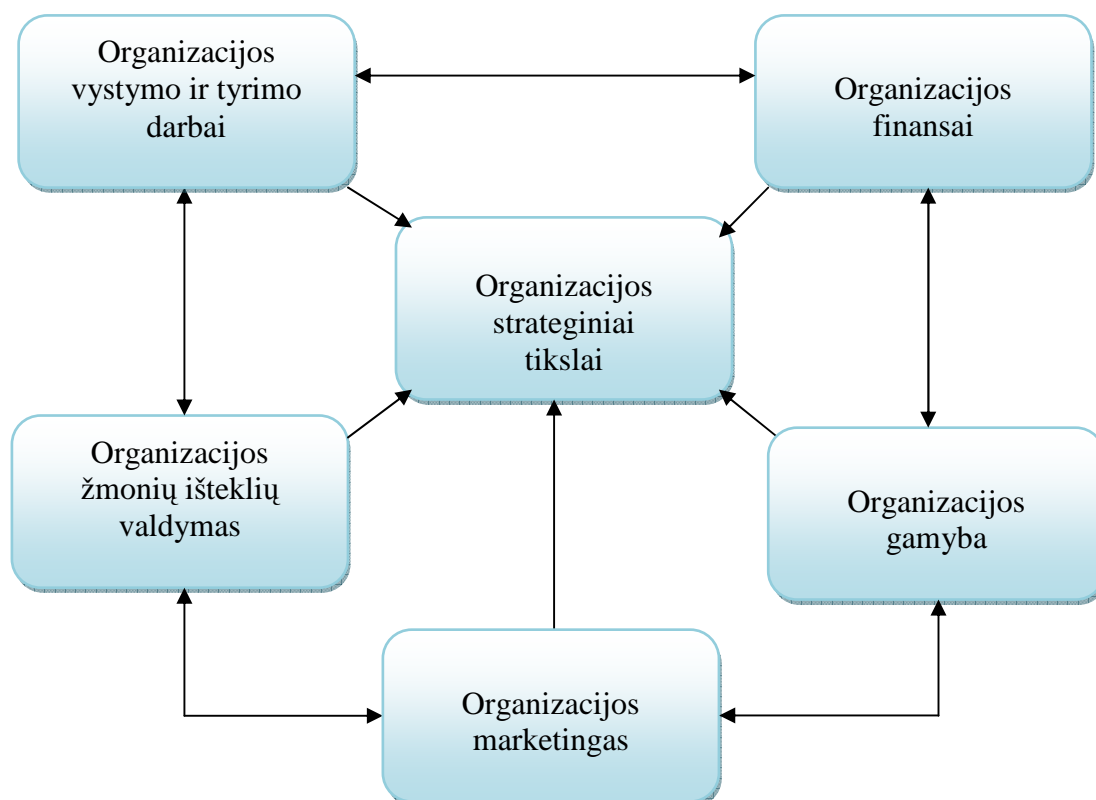 Organizacijos
vystymo ir tyrimo
darbai
Organizacijos
finansai
Organizacijos
strateginiai
tikslai
Organizacijos
žmonių išteklių
valdymas
Organizacijos
gamyba
Organizacijos
marketingas